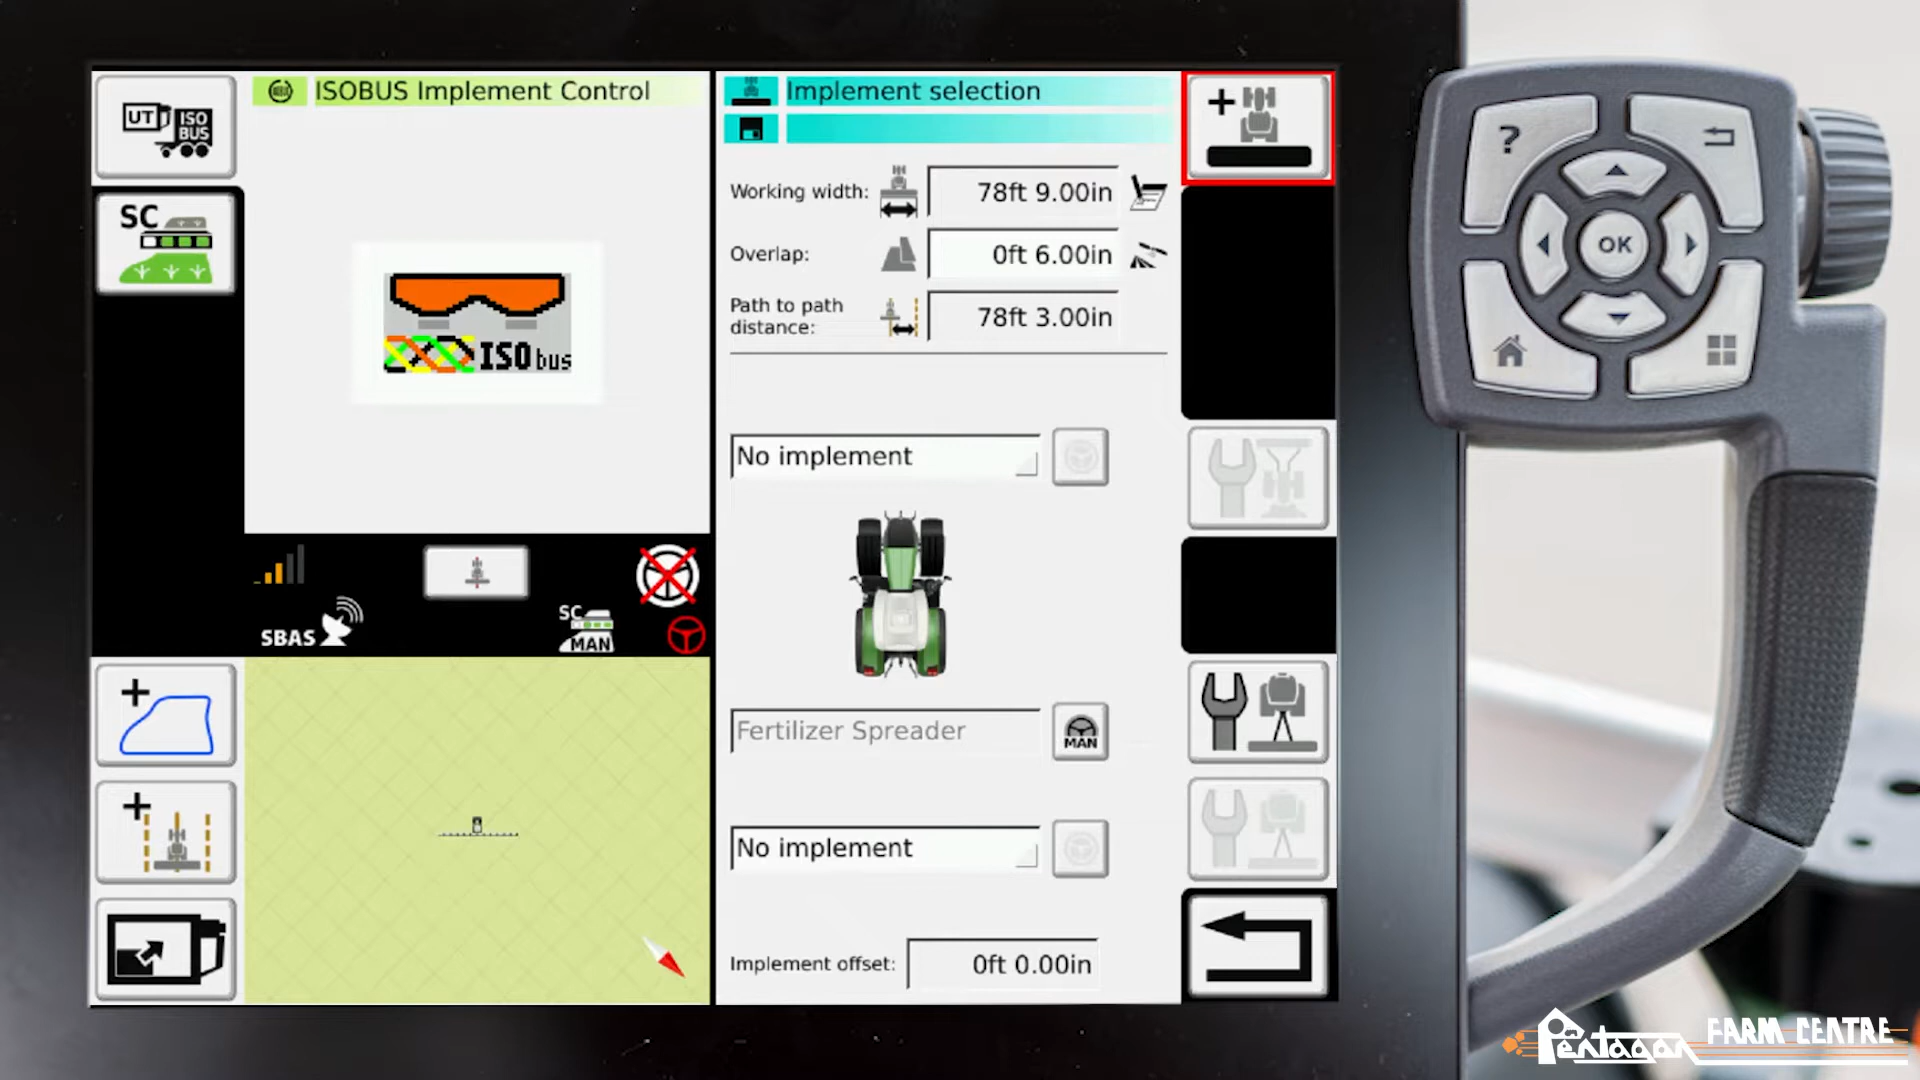 UT ISO BUS
ISOBUS Implement Control
SC
ISO bus
SBAS
SC
MAN
Implement selection
Working width: 78ft 9.00in
Overlap: 0ft 6.00in
Path to path distance: 78ft 3.00in
No implement
Fertilizer Spreader
MAN
No implement
Implement offset: 0ft 0.00in
?
OK
Pentagon FARM CENTRE